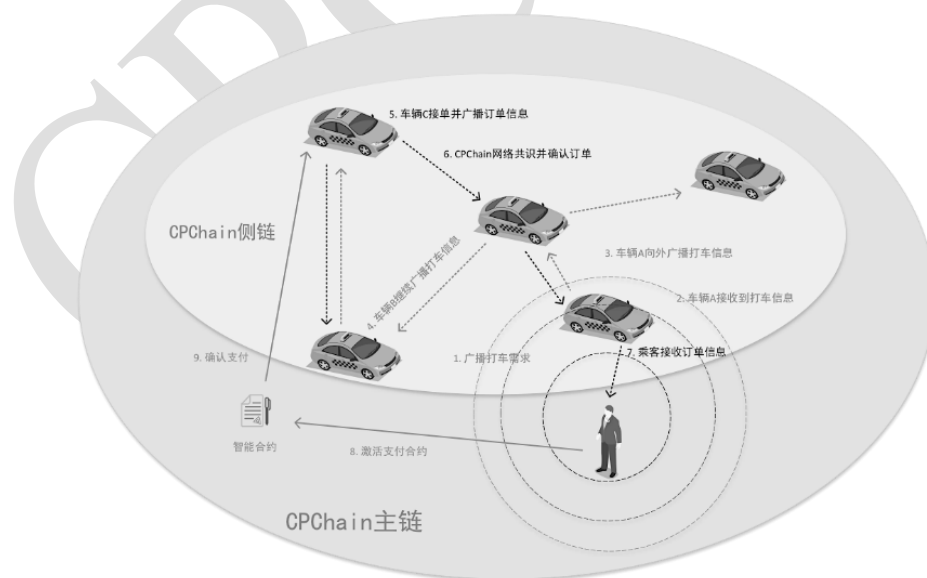 5. 车辆C接单并广播订单信息
6. CPChain网络共识并确认订单
CPChain侧链
3. 车辆A向外广播打车信息
4. 车辆B继续广播打车信息
2. 车辆A接收到打车信息
1. 广播打车需求
7. 乘客接收订单信息
9. 确认支付
智能合约
8. 激活支付合约
CPChain主链